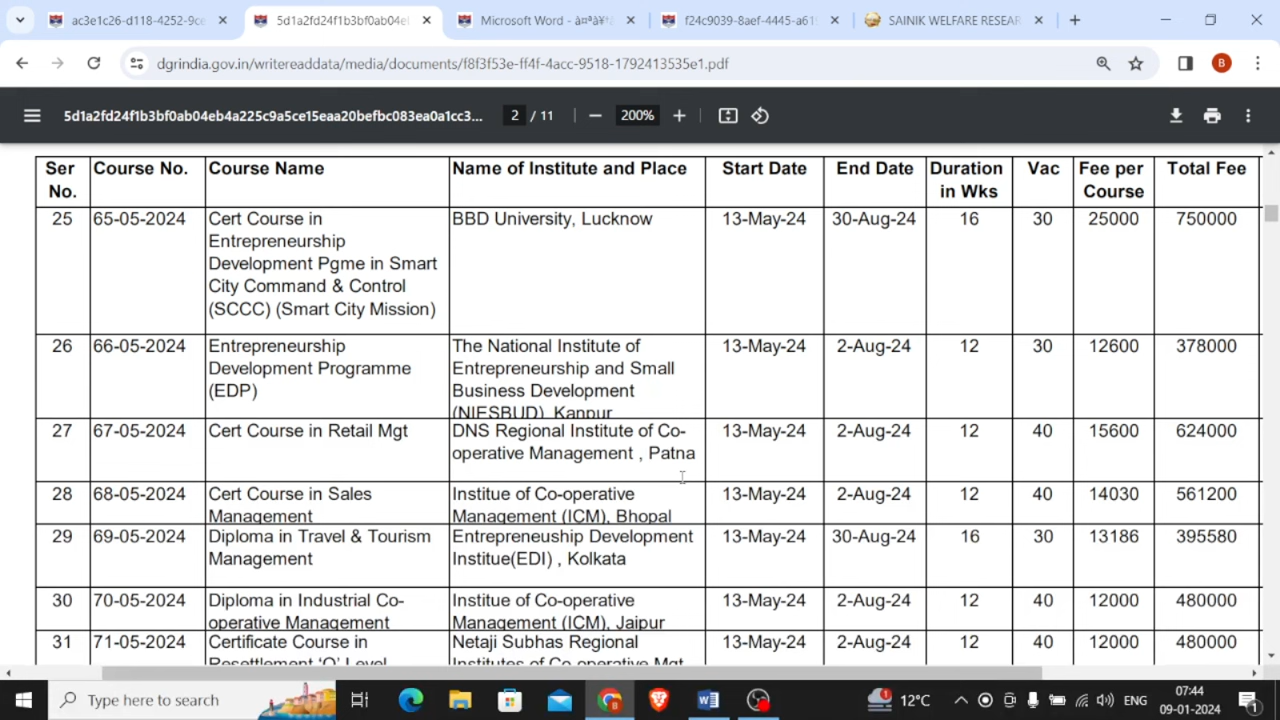 ac3e1c26-d118-4252-9ce
5d1a2fd24f1b3bf0ab04el
Microsoft Word - à¤ªà¥
f24c9039-8aef-4445-a61
SAINIK WELFARE RESEAR
dgrindia.gov.in/writereaddata/media/documents/f8f3f53e-ff4f-4acc-9518-1792413535e1.pdf
B
5d1a2fd24f1b3bf0ab04eb4a225c9a5ce15eaa20befbc083ea0a1cc3...
2 / 11
200%
Ser No. Course No. Course Name Name of Institute and Place Start Date End Date Duration in Wks Vac Fee per Course Total Fee
25 65-05-2024 Cert Course in BBD University, Lucknow 13-May-24 30-Aug-24 16 30 25000 750000
Entrepreneurship
Development Pgme in Smart
City Command & Control
(SCCC) (Smart City Mission)
26 66-05-2024 Entrepreneurship The National Institute of 13-May-24 2-Aug-24 12 30 12600 378000
Development Programme Entrepreneurship and Small
(EDP) Business Development
(NIESBUD), Kanpur
27 67-05-2024 Cert Course in Retail Mgt DNS Regional Institute of Co- 13-May-24 2-Aug-24 12 40 15600 624000
operative Management , Patna
28 68-05-2024 Cert Course in Sales Institue of Co-operative 13-May-24 2-Aug-24 12 40 14030 561200
Management Management (ICM), Bhopal
29 69-05-2024 Diploma in Travel & Tourism Entrepreneuship Development 13-May-24 30-Aug-24 16 30 13186 395580
Management Institue(EDI) , Kolkata
30 70-05-2024 Diploma in Industrial Co- Institue of Co-operative 13-May-24 2-Aug-24 12 40 12000 480000
operative Management Management (ICM), Jaipur
31 71-05-2024 Certificate Course in Netaji Subhas Regional 13-May-24 2-Aug-24 12 40 12000 480000
Resettlement 'O' Level Institutes of Co-operative Mgt
Type here to search
1
12°C
ENG
07:44
09-01-2024
1